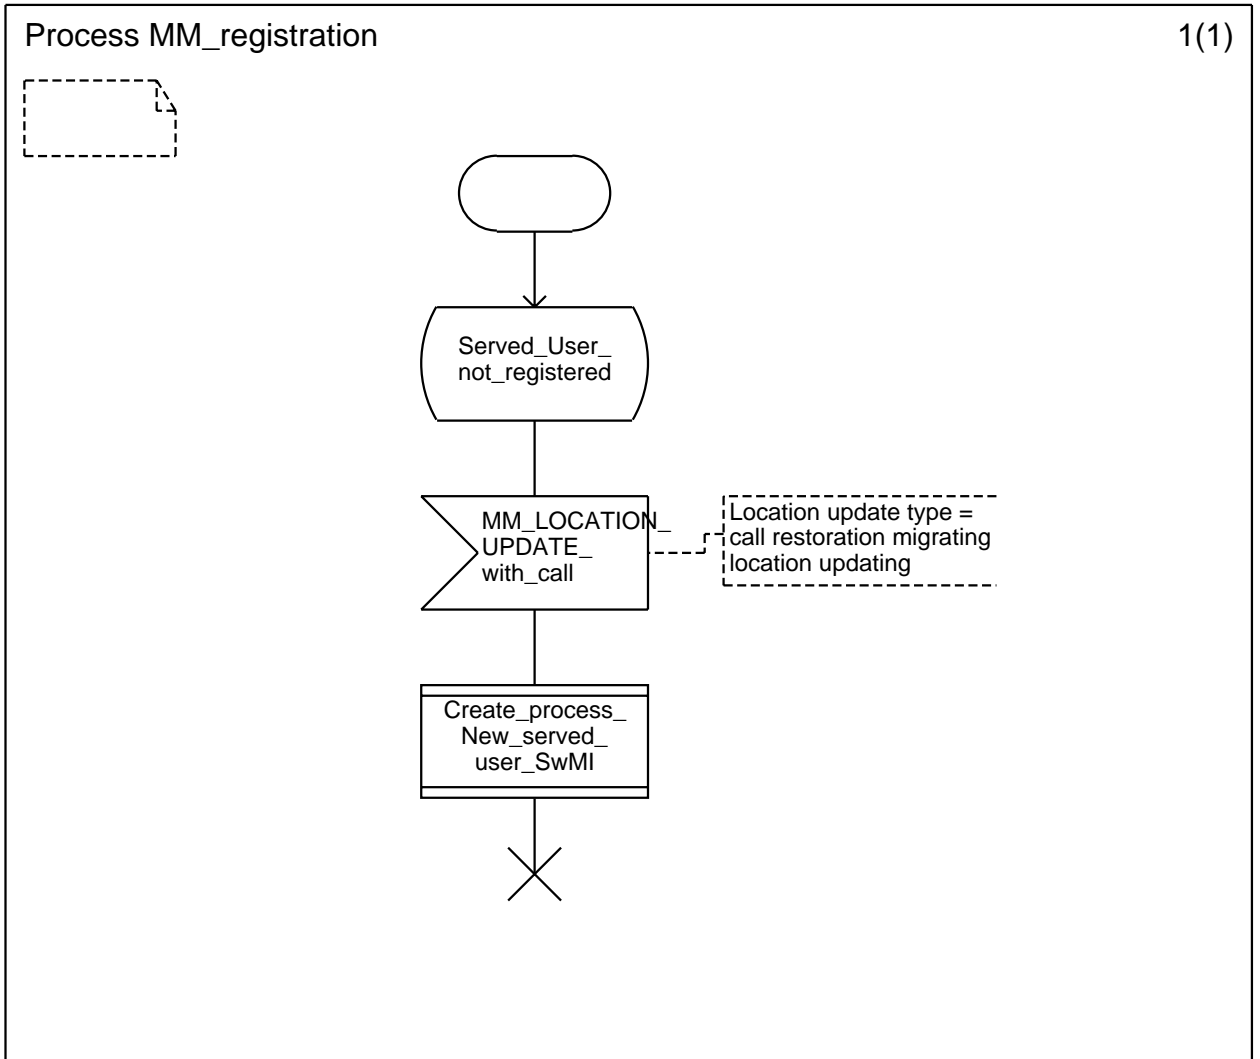 Process MM_registration
1(1)
Served_User_
not_registered
MM_LOCATION_
UPDATE_
with_call
Location update type =
call restoration migrating
location updating
Create_process_
New_served_
user_SwMI